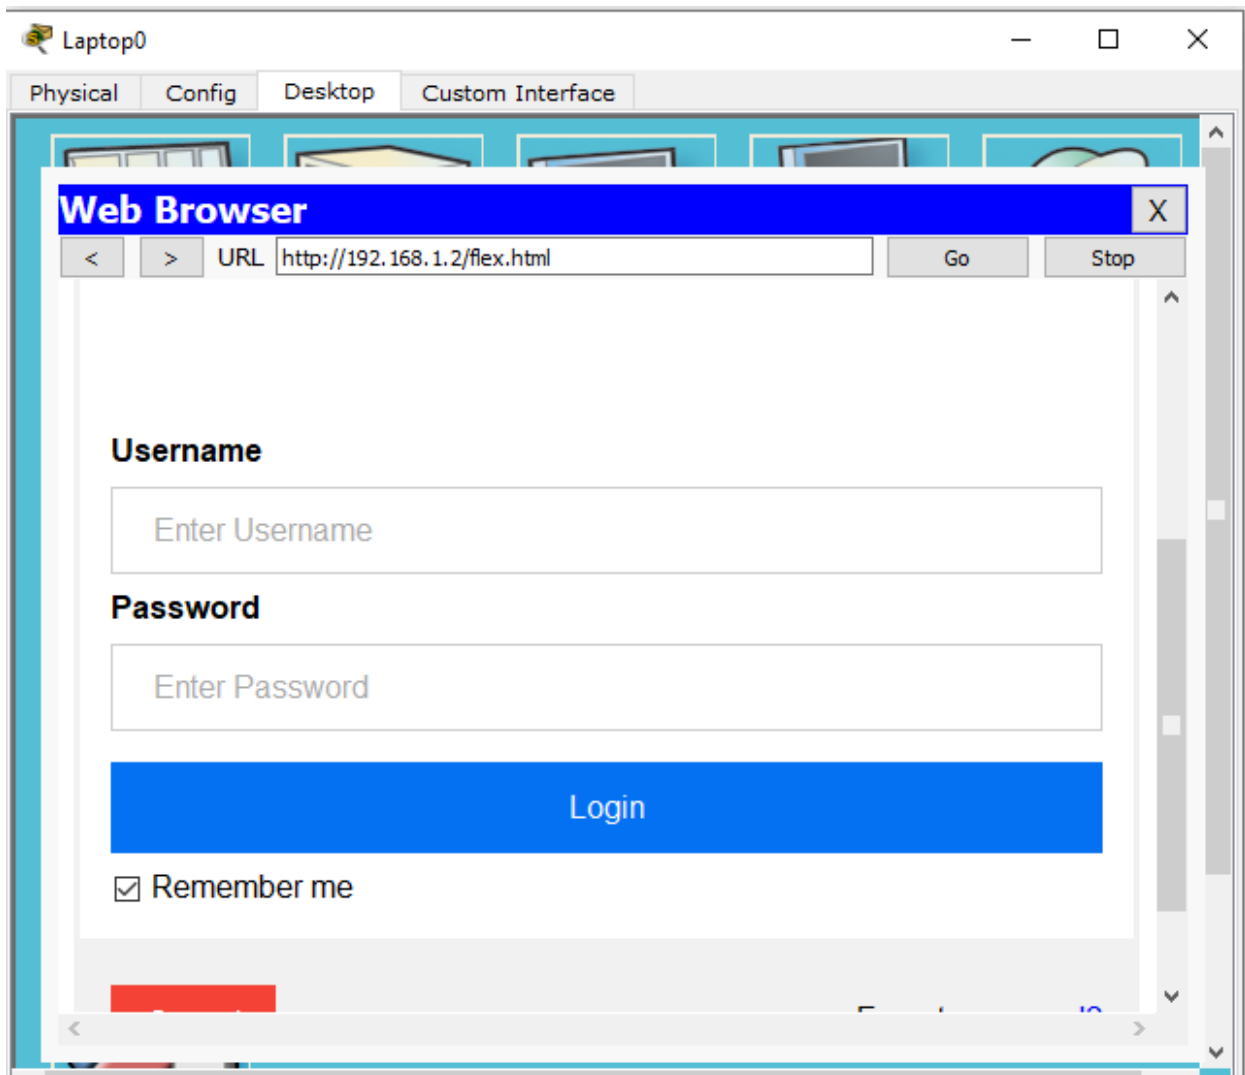 Laptop0
Physical Config Desktop Custom Interface
Web Browser X
< > URL http://192.168.1.2/flex.html Go Stop
Username
Enter Username
Password
Enter Password
Login
Remember me